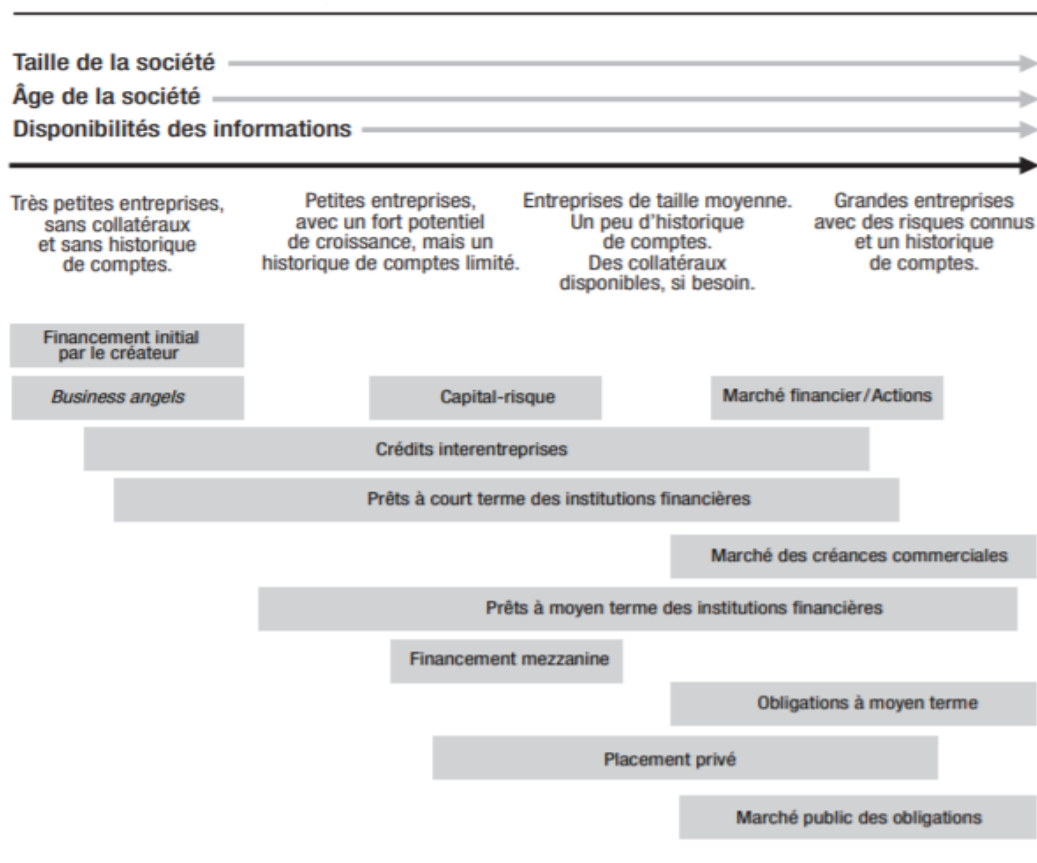 Taille de la société
Âge de la société
Disponibilités des informations
Très petites entreprises,
sans collatéraux
et sans historique
de comptes.
Petites entreprises,
avec un fort potentiel
de croissance, mais un
historique de comptes limité.
Entreprises de taille moyenne.
Un peu d'historique
de comptes.
Des collatéraux
disponibles, si besoin.
Grandes entreprises
avec des risques connus
et un historique
de comptes.
Financement initial
par le créateur
Business angels
Capital-risque
Marché financier/Actions
Crédits interentreprises
Prêts à court terme des institutions financières
Marché des créances commerciales
Prêts à moyen terme des institutions financières
Financement mezzanine
Obligations à moyen terme
Placement privé
Marché public des obligations